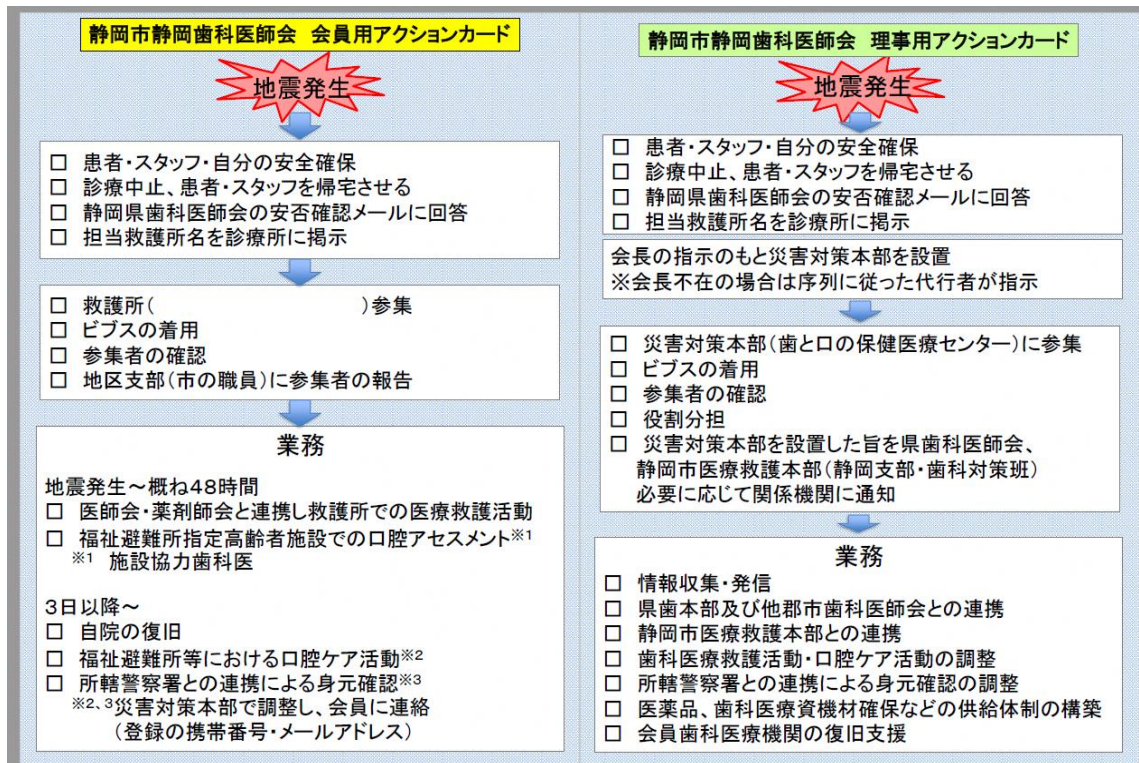 静岡市静岡歯科医師会 会員用アクションカード
地震発生
□ 患者・スタッフ・自分の安全確保
□ 診療中止、患者・スタッフを帰宅させる
□ 静岡県歯科医師会の安否確認メールに回答
□ 担当救護所名を診療所に掲示
□ 救護所(　　　　　　　　　　)参集
□ ビブスの着用
□ 参集者の確認
□ 地区支部(市の職員)に参集者の報告
業務
地震発生～概ね48時間
□ 医師会・薬剤師会と連携し救護所での医療救護活動
□ 福祉避難所指定高齢者施設での口腔アセスメント※1
※1 施設協力歯科医
3日以降～
□ 自院の復旧
□ 福祉避難所等における口腔ケア活動※2
□ 所轄警察署との連携による身元確認※3
※2、3災害対策本部で調整し、会員に連絡
(登録の携帯番号・メールアドレス)
静岡市静岡歯科医師会 理事用アクションカード
地震発生
□ 患者・スタッフ・自分の安全確保
□ 診療中止、患者・スタッフを帰宅させる
□ 静岡県歯科医師会の安否確認メールに回答
□ 担当救護所名を診療所に掲示
会長の指示のもと災害対策本部を設置
※会長不在の場合は序列に従った代行者が指示
□ 災害対策本部(歯と口の保健医療センター)に参集
□ ビブスの着用
□ 参集者の確認
□ 役割分担
□ 災害対策本部を設置した旨を県歯科医師会、
静岡市医療救護本部(静岡支部・歯科対策班)
必要に応じて関係機関に通知
業務
□ 情報収集・発信
□ 県歯本部及び他郡市歯科医師会との連携
□ 静岡市医療救護本部との連携
□ 歯科医療救護活動・口腔ケア活動の調整
□ 所轄警察署との連携による身元確認の調整
□ 医薬品、歯科医療資機材確保などの供給体制の構築
□ 会員歯科医療機関の復旧支援